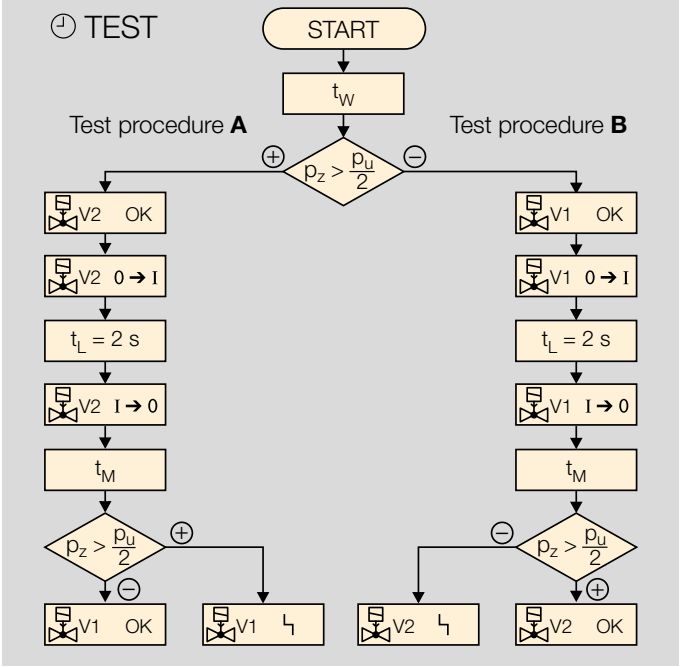 TEST
START
t_W
Test procedure A
Test procedure B
+
p_z > p_u/2
−
V2 OK
V1 OK
V2 0 → I
V1 0 → I
t_L = 2 s
t_L = 2 s
V2 I → 0
V1 I → 0
t_M
t_M
p_z > p_u/2
+
−
p_z > p_u/2
−
+
V1 OK
V1
V2
V2 OK